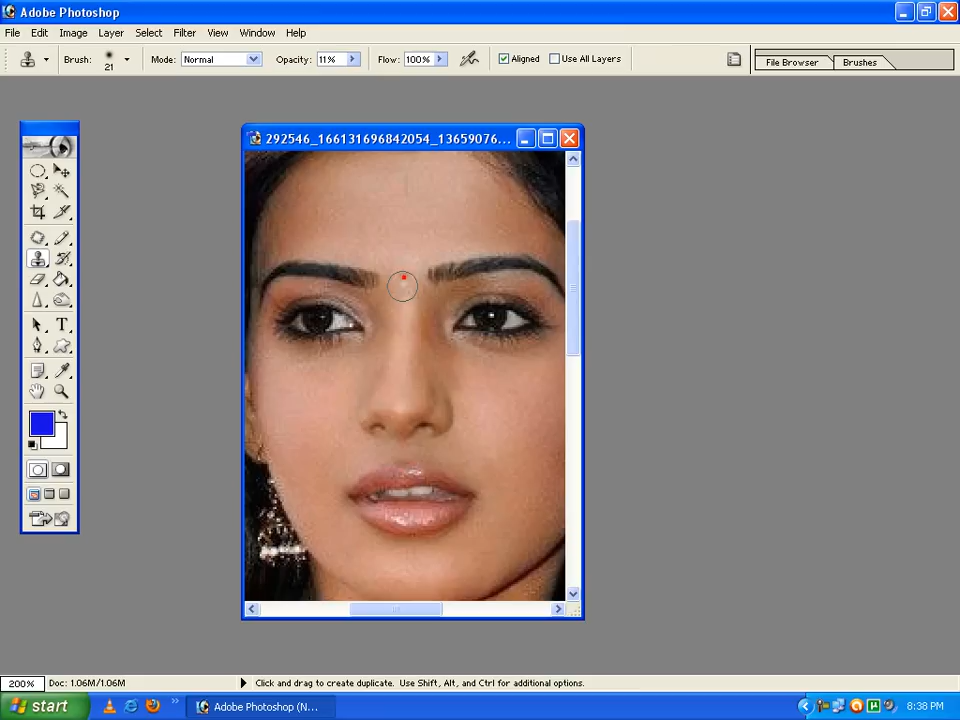 Adobe Photoshop
File Edit Image Layer Select Filter View Window Help
Brush: 21 Mode: Normal Opacity: 11% Flow: 100% Aligned Use All Layers File Browser Brushes
292546_166131696842054_13659076...
T
200% Doc: 1.06M/1.06M Click and drag to create duplicate. Use Shift, Alt, and Ctrl for additional options.
start Adobe Photoshop (N... 8:38 PM